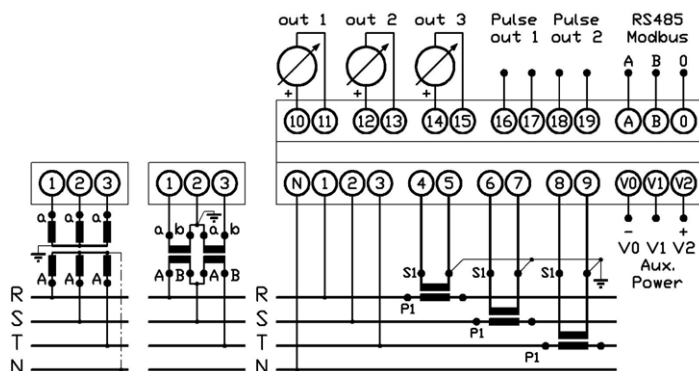 out 1 out 2 out 3 Pulse out 1 Pulse out 2 RS485 Modbus
A B 0
+ + +
10 11 12 13 14 15 16 17 18 19 A B 0
1 2 3 1 2 3 N 1 2 3 4 5 6 7 8 9 V0 V1 V2
a a a a b a b
- +
V0 V1 V2
Aux. Power
A A A A B A B S1 S1 S1
R R
P1
S S
P1
T T
P1
N N